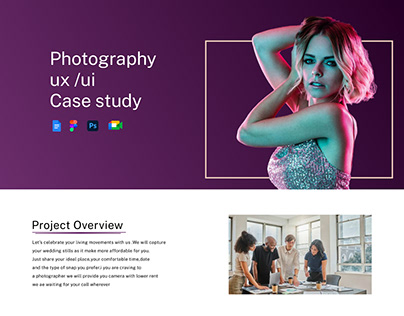 Photography
ux /ui
Case study
Ps
Project Overview
Let's celebrate your living movements with us .We will capture
your wedding stills as it make more affordable for you.
Just share your ideal place,your comfortable time,date
and the type of snap you prefer.i you are craving to
a photographer we will provide you camera with lower rent
we ae waiting for your call wherever